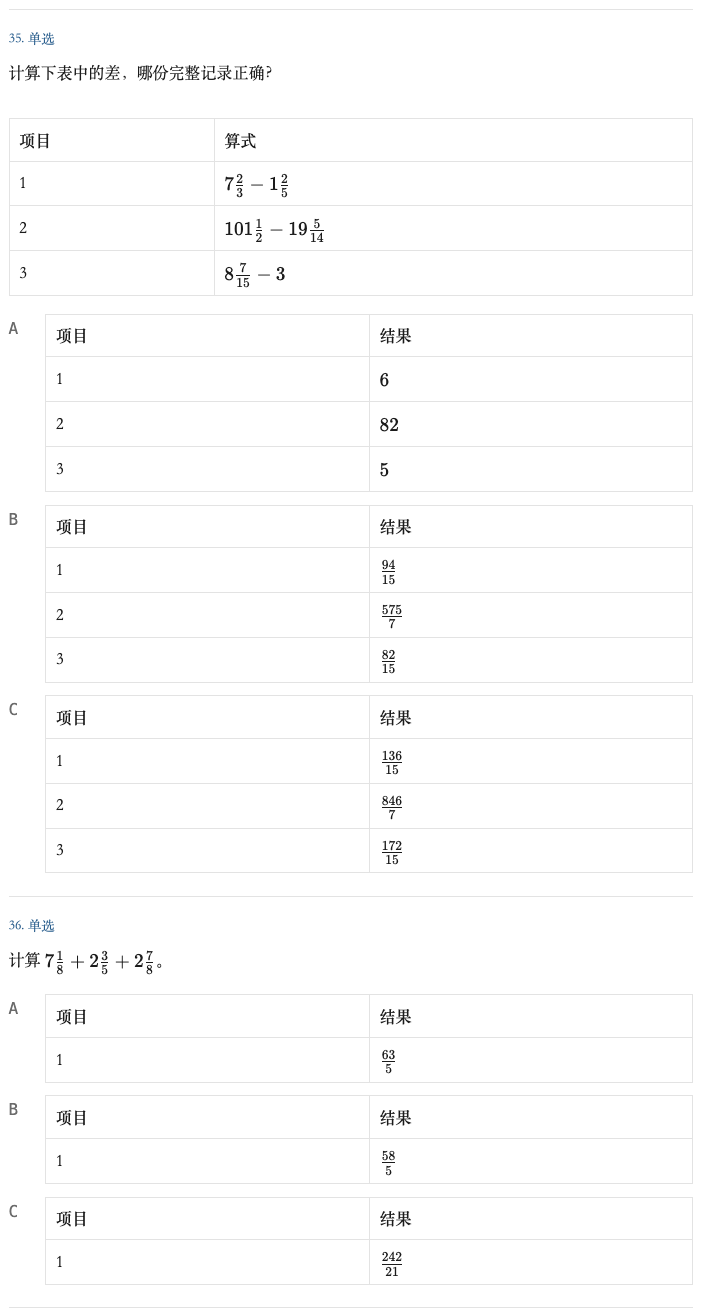 35. 单选
计算下表中的差，哪份完整记录正确?
项目 算式
1 7 2/3 − 1 2/5
2 101 1/2 − 19 5/14
3 8 7/15 − 3
A 项目 结果
1 6
2 82
3 5
B 项目 结果
1 94/15
2 575/7
3 82/15
C 项目 结果
1 136/15
2 846/7
3 172/15
36. 单选
计算 7 1/8 + 2 3/5 + 2 7/8。
A 项目 结果
1 63/5
B 项目 结果
1 58/5
C 项目 结果
1 242/21